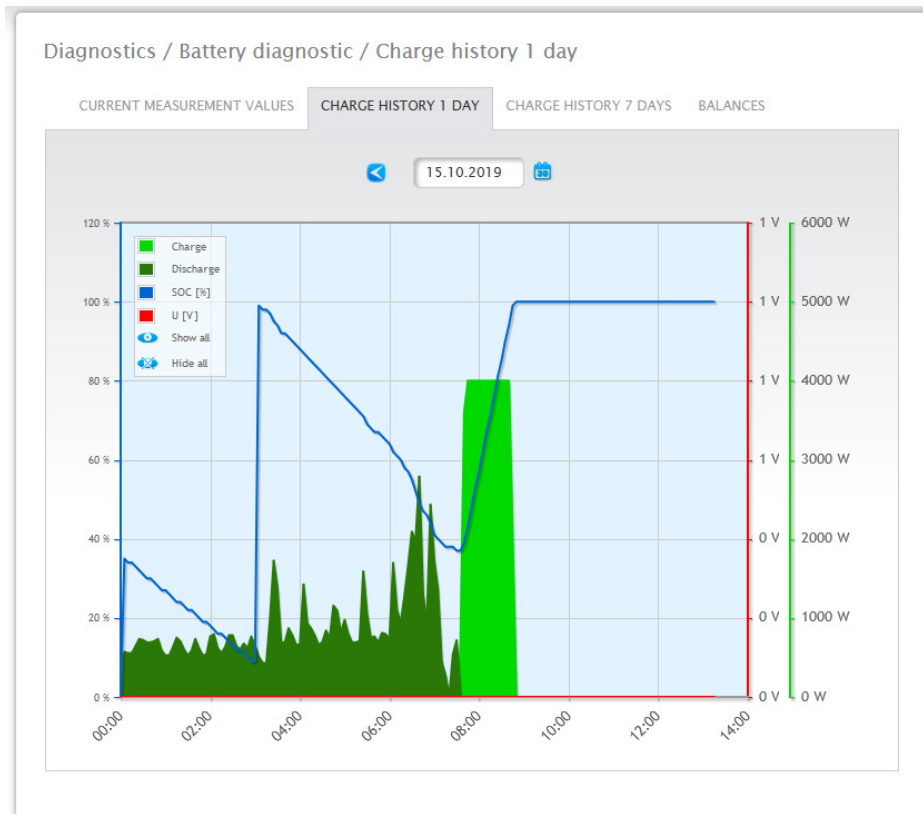 Diagnostics / Battery diagnostic / Charge history 1 day
CURRENT MEASUREMENT VALUES CHARGE HISTORY 1 DAY CHARGE HISTORY 7 DAYS BALANCES
15.10.2019
30
120 % 1 V 6000 W
Charge
Discharge
SOC [%]
100 % 1 V 5000 W
U [V]
Show all
Hide all
80 % 1 V 4000 W
60 % 1 V 3000 W
40 % 0 V 2000 W
20 % 0 V 1000 W
0 % 0 V 0 W
00:00 02:00 04:00 06:00 08:00 10:00 12:00 14:00